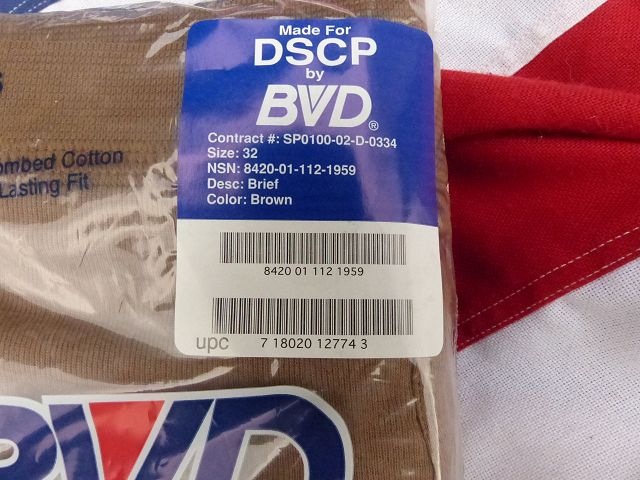 Made For
DSCP
by
BVD®
Contract #: SP0100-02-D-0334
Size: 32
NSN: 8420-01-112-1959
Desc: Brief
Color: Brown
8420 01 112 1959
upc 7 18020 12774 3
Cotton
Lasting Fit
BVD